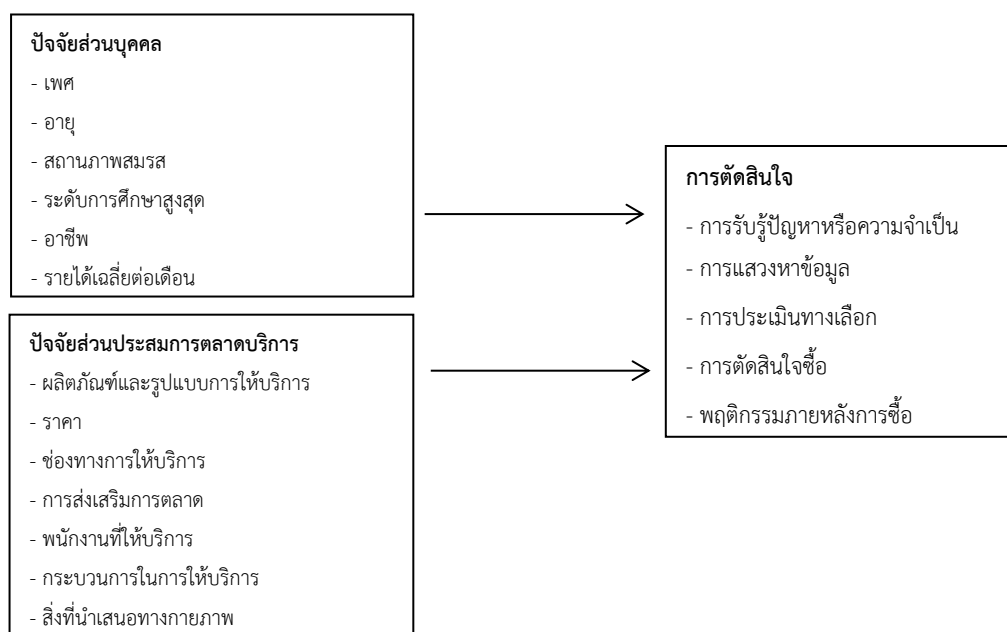 ปัจจัยส่วนบุคคล
- เพศ
- อายุ
- สถานภาพสมรส
- ระดับการศึกษาสูงสุด
- อาชีพ
- รายได้เฉลี่ยต่อเดือน
ปัจจัยส่วนประสมการตลาดบริการ
- ผลิตภัณฑ์และรูปแบบการให้บริการ
- ราคา
- ช่องทางการให้บริการ
- การส่งเสริมการตลาด
- พนักงานที่ให้บริการ
- กระบวนการในการให้บริการ
- สิ่งที่นำเสนอทางกายภาพ
การตัดสินใจ
- การรับรู้ปัญหาหรือความจำเป็น
- การแสวงหาข้อมูล
- การประเมินทางเลือก
- การตัดสินใจซื้อ
- พฤติกรรมภายหลังการซื้อ